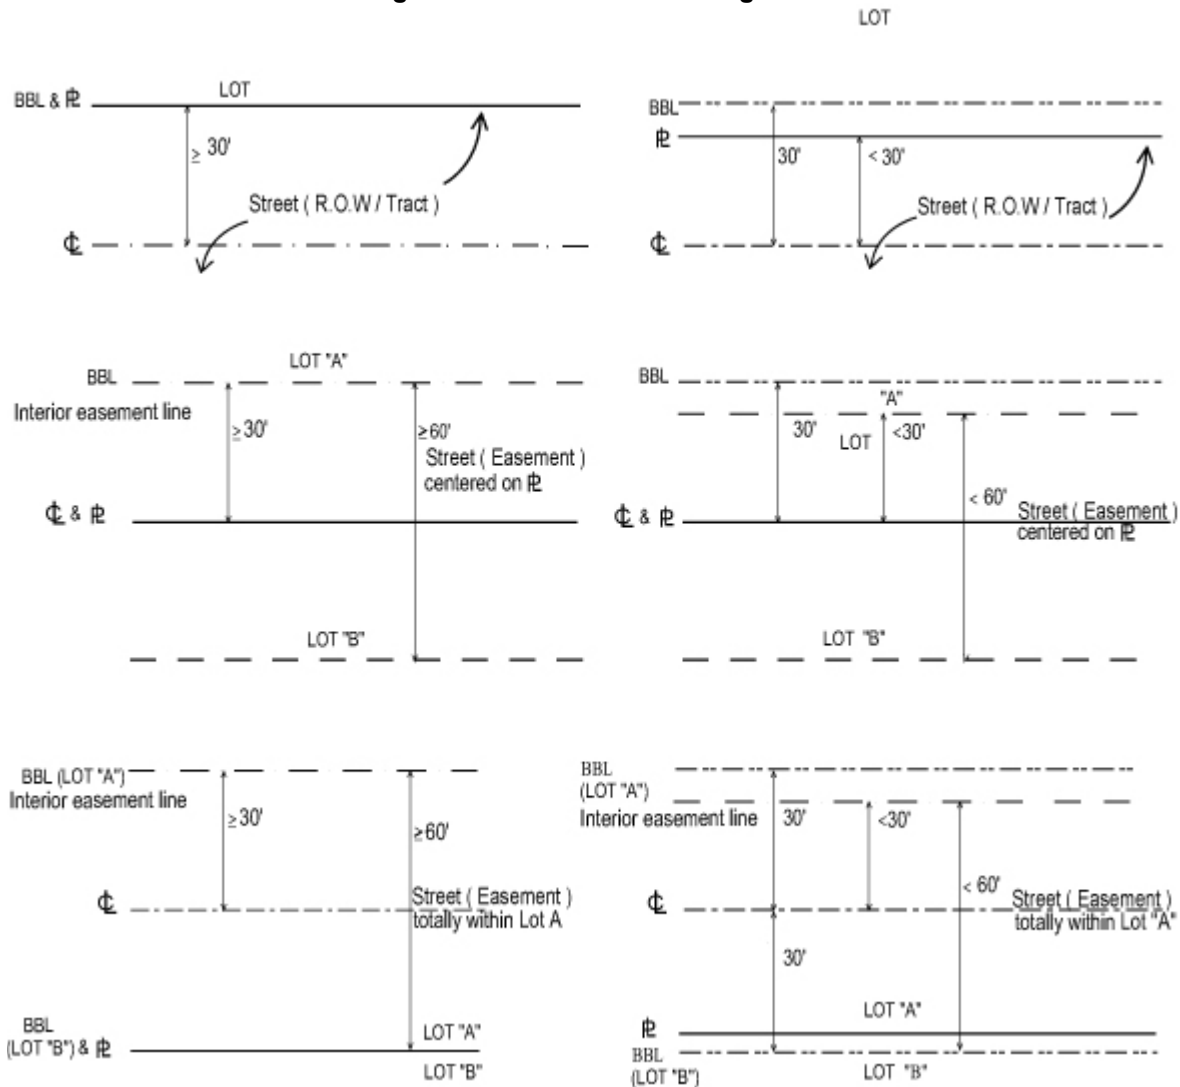 LOT
BBL & ⅊
LOT
≥ 30'
Street ( R.O.W / Tract )
℄
BBL
⅊
30'
< 30'
Street ( R.O.W / Tract )
℄
LOT "A"
BBL
Interior easement line
≥30'
≥60'
Street ( Easement )
centered on ⅊
℄ & ⅊
LOT "B"
BBL
"A"
30'
LOT
<30'
< 60'
Street ( Easement )
centered on ⅊
℄ & ⅊
LOT "B"
BBL (LOT "A")
Interior easement line
≥30'
≥60'
℄
Street ( Easement )
totally within Lot A
BBL
(LOT "B") & ⅊
LOT "A"
LOT "B"
BBL
(LOT "A")
Interior easement line
30'
<30'
< 60'
℄
Street ( Easement )
totally within Lot "A"
30'
LOT "A"
⅊
BBL
(LOT "B")
LOT "B"